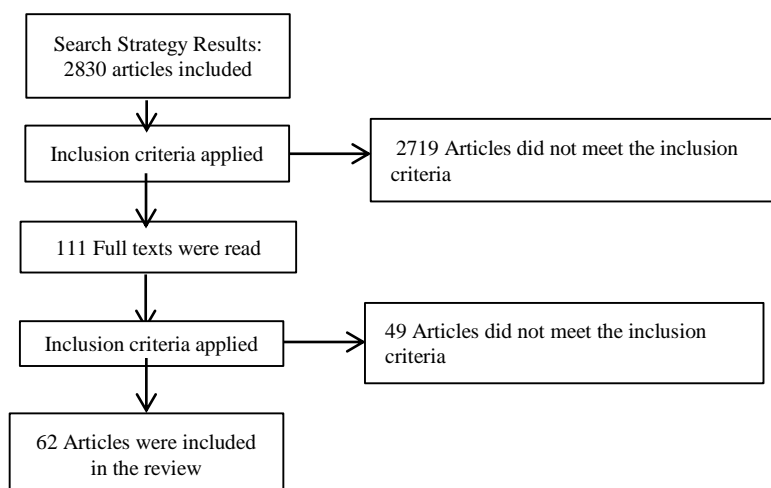 Search Strategy Results:
2830 articles included
Inclusion criteria applied
2719 Articles did not meet the inclusion
criteria
111 Full texts were read
Inclusion criteria applied
49 Articles did not meet the inclusion
criteria
62 Articles were included
in the review